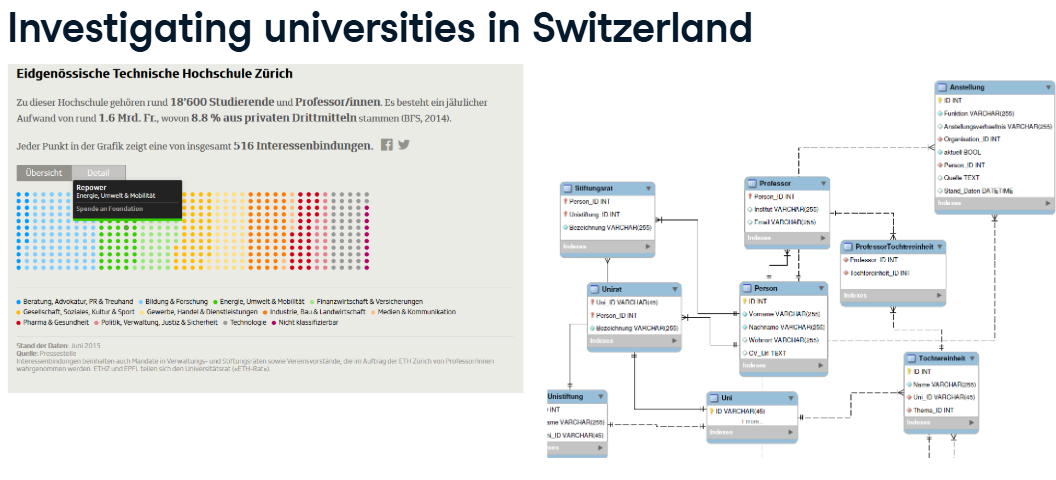 Investigating universities in Switzerland
Eidgenössische Technische Hochschule Zürich
Zu dieser Hochschule gehören rund 18'600 Studierende und Professor/innen. Es besteht ein jährlicher
Aufwand von rund 1.6 Mrd. Fr., wovon 8.8 % aus privaten Drittmitteln stammen (BFS, 2014).
Jeder Punkt in der Grafik zeigt eine von insgesamt 516 Interessenbindungen.
Übersicht
Detail
Repower
Energie, Umwelt & Mobilität
Spende an Foundation
Beratung, Advokatur, PR & Treuhand
Bildung & Forschung
Energie, Umwelt & Mobilität
Finanzwirtschaft & Versicherungen
Gesellschaft, Soziales, Kultur & Sport
Gewerbe, Handel & Dienstleistungen
Industrie, Bau & Landwirtschaft
Medien & Kommunikation
Pharma & Gesundheit
Politik, Verwaltung, Justiz & Sicherheit
Technologie
Nicht klassifizierbar
Stand der Daten: Juni 2015
Quelle: Pressestelle
Interessenbindungen beinhalten auch Mandate in Verwaltungs- und Stiftungsräten sowie Vereinsvorstände, die im Auftrag der ETH Zürich von Professor/innen
wahrgenommen werden. ETHZ und EPFL teilen sich den Universitätsrat («ETH-Rat»).
Anstellung
ID INT
Funktion VARCHAR(255)
Anstellungsverhaeltnis VARCHAR(255)
Organisation_ID INT
aktuell BOOL
Person_ID INT
Quelle TEXT
Stand_Daten DATETIME
Indexes
Stiftungsrat
Person_ID INT
Unistiftung_ID INT
Bezeichnung VARCHAR(255)
Indexes
Professor
Person_ID INT
Institut VARCHAR(255)
Email VARCHAR(255)
Indexes
ProfessorTochtereinheit
Professor_ID INT
Tochtereinheit_ID INT
Indexes
Unirat
Uni_ID VARCHAR(45)
Person_ID INT
Bezeichnung VARCHAR(255)
Indexes
Person
ID INT
Vorname VARCHAR(255)
Nachname VARCHAR(255)
Wohnort VARCHAR(255)
CV_Url TEXT
Indexes
Tochtereinheit
ID INT
Name VARCHAR(255)
Uni_ID VARCHAR(45)
Thema_ID INT
Indexes
Unistiftung
ID INT
ame VARCHAR(255)
ni_ID VARCHAR(45)
exes
Uni
ID VARCHAR(45)
1 more...
Indexes